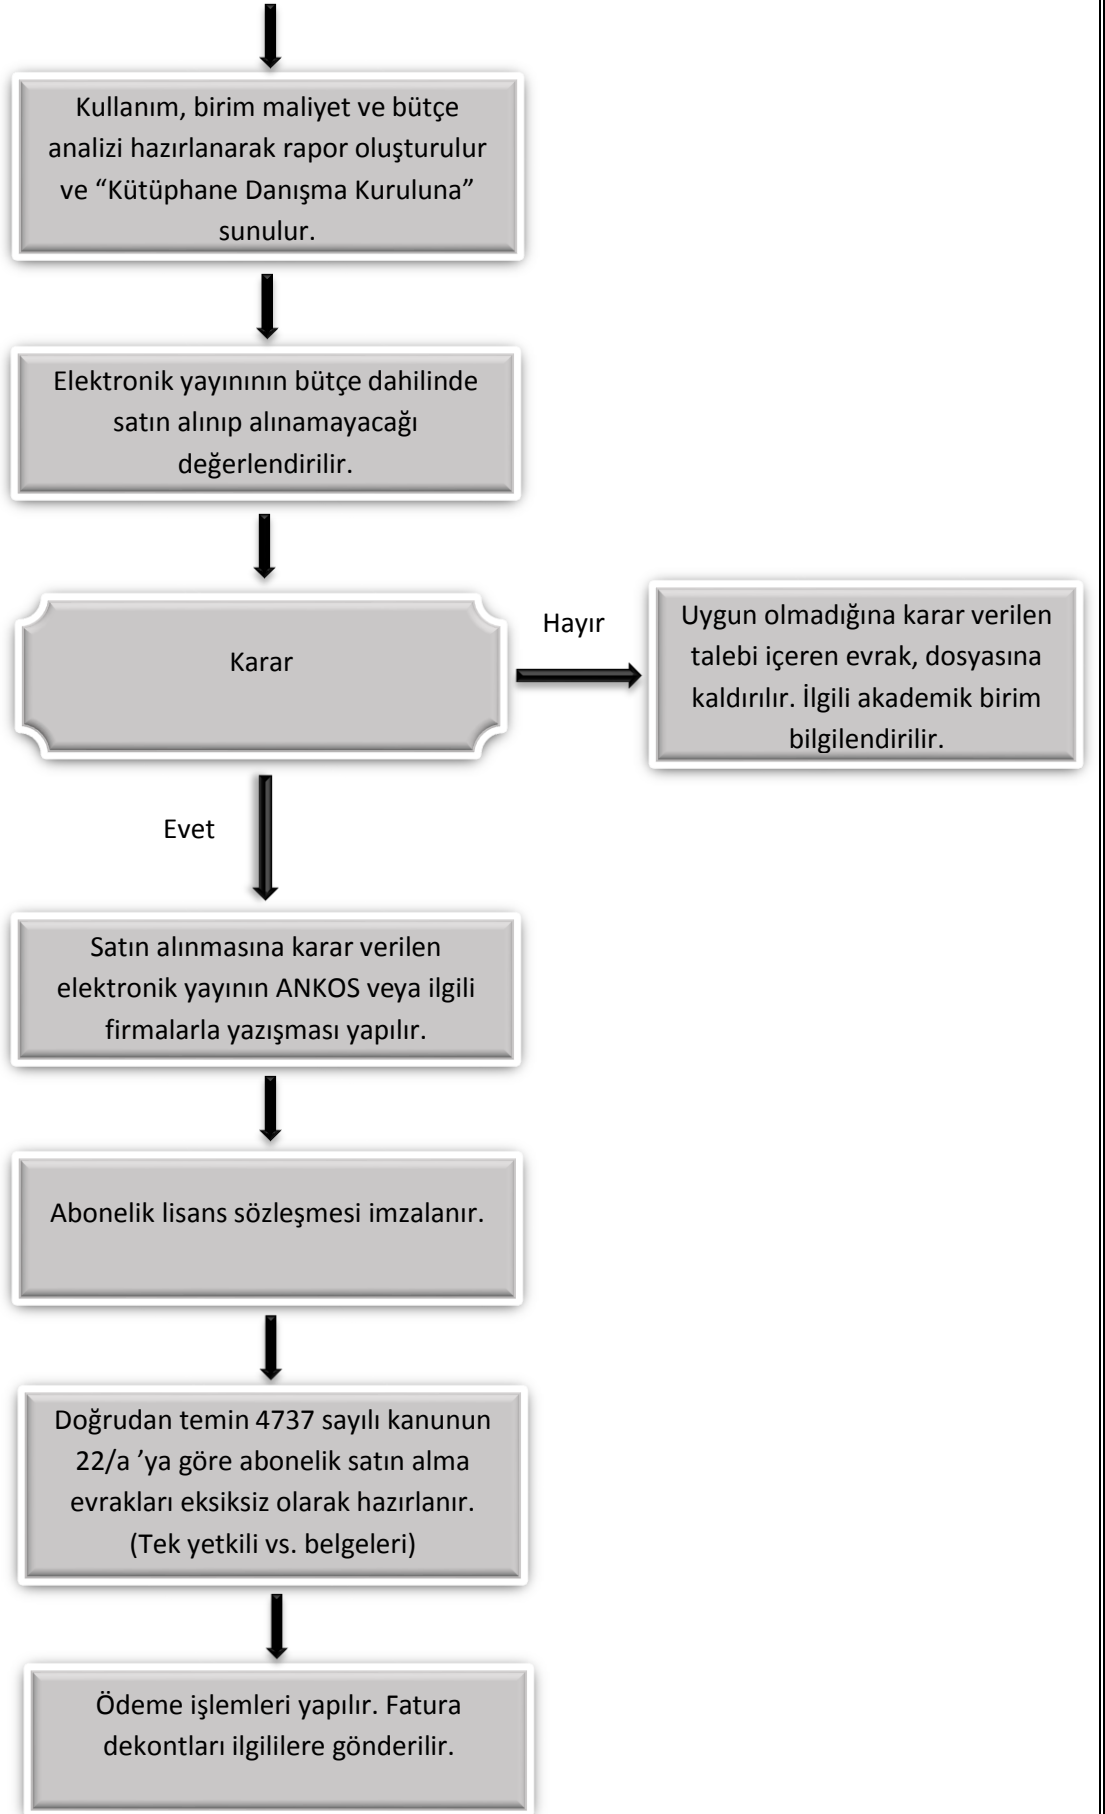 Kullanım, birim maliyet ve bütçe
analizi hazırlanarak rapor oluşturulur
ve “Kütüphane Danışma Kuruluna”
sunulur.
Elektronik yayınının bütçe dahilinde
satın alınıp alınamayacağı
değerlendirilir.
Karar
Hayır
Uygun olmadığına karar verilen
talebi içeren evrak, dosyasına
kaldırılır. İlgili akademik birim
bilgilendirilir.
Evet
Satın alınmasına karar verilen
elektronik yayının ANKOS veya ilgili
firmalarla yazışması yapılır.
Abonelik lisans sözleşmesi imzalanır.
Doğrudan temin 4737 sayılı kanunun
22/a ’ya göre abonelik satın alma
evrakları eksiksiz olarak hazırlanır.
(Tek yetkili vs. belgeleri)
Ödeme işlemleri yapılır. Fatura
dekontları ilgililere gönderilir.